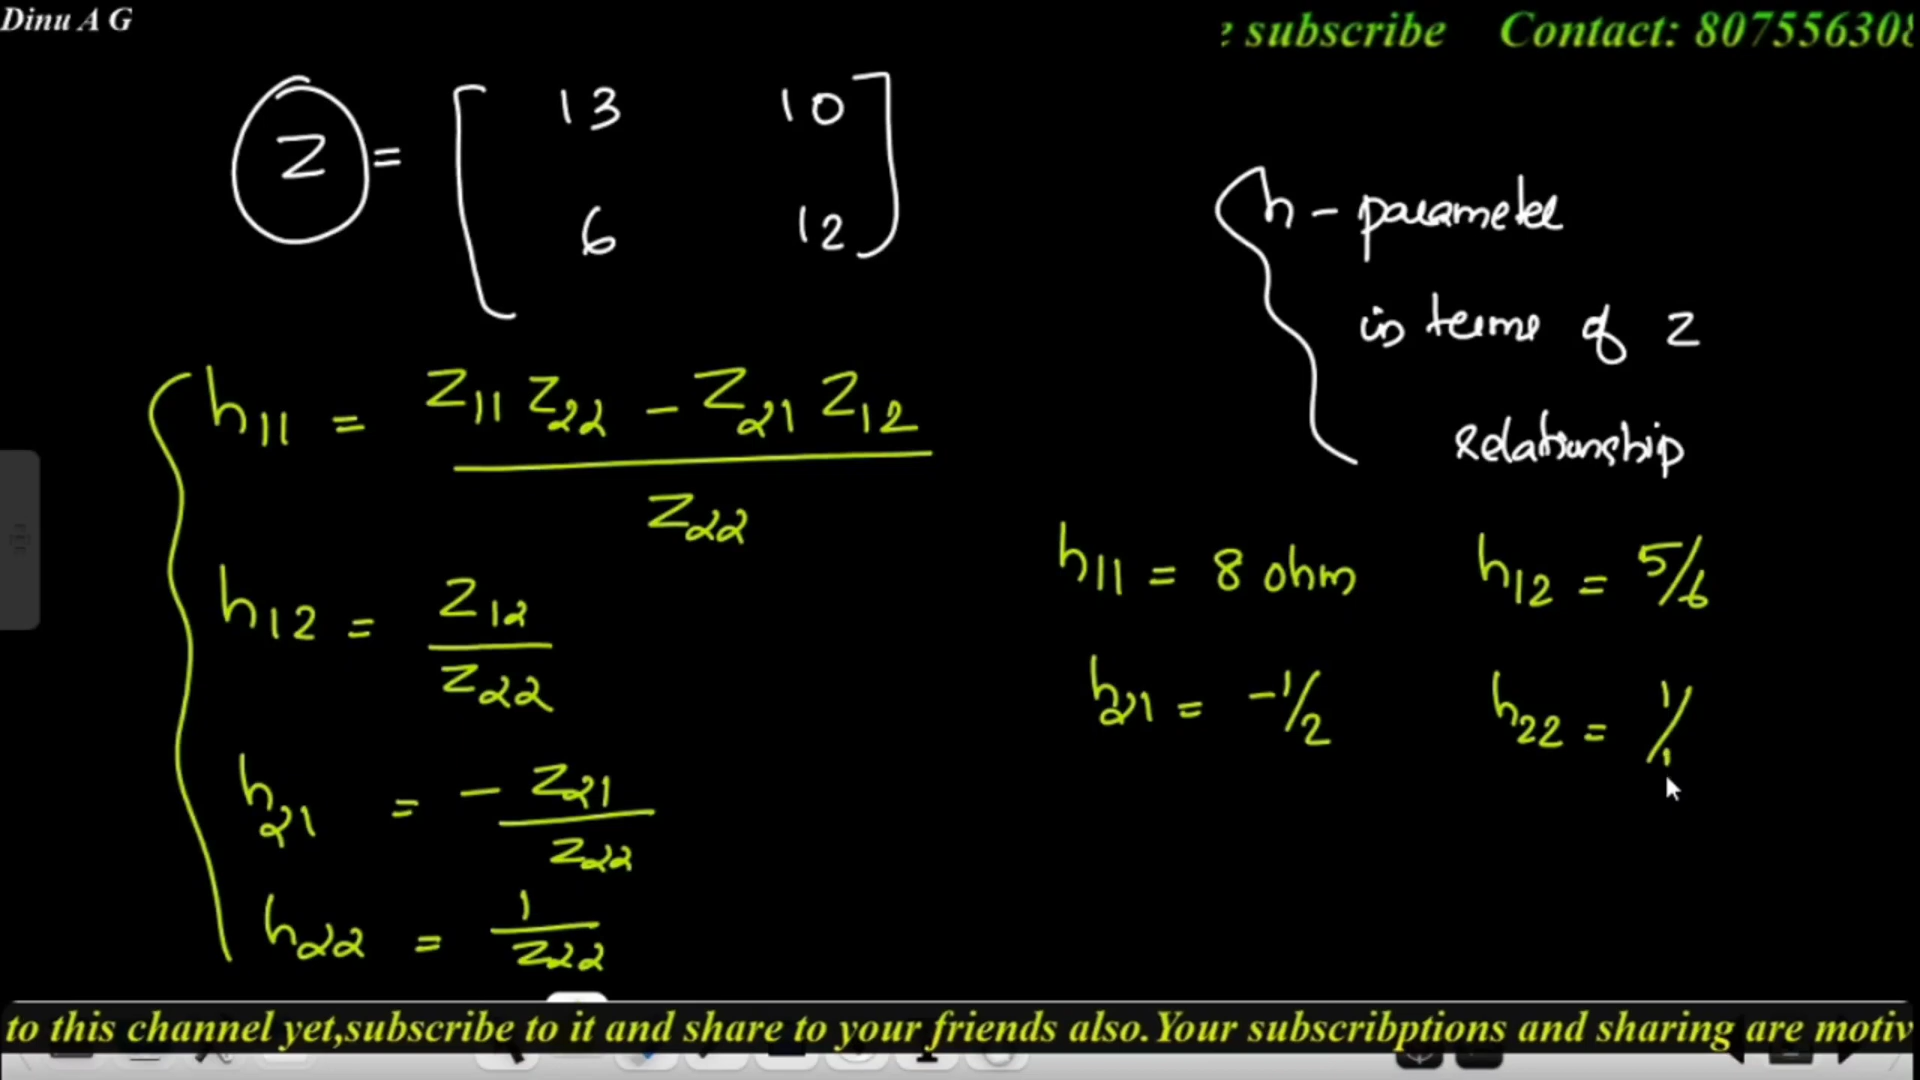 Dinu A G
e subscribe Contact: 807556308
Z = [ 13 10
6 12 ]
h - parameter
in terms of Z
relationship
h11 = Z11 Z22 - Z21 Z12
Z22
h12 = Z12
Z22
h21 = - Z21
Z22
h22 = 1
Z22
h11 = 8 ohm h12 = 5/6
h21 = -1/2 h22 = 1/1
to this channel yet,subscribe to it and share to your friends also.Your subscribptions and sharing are motiv